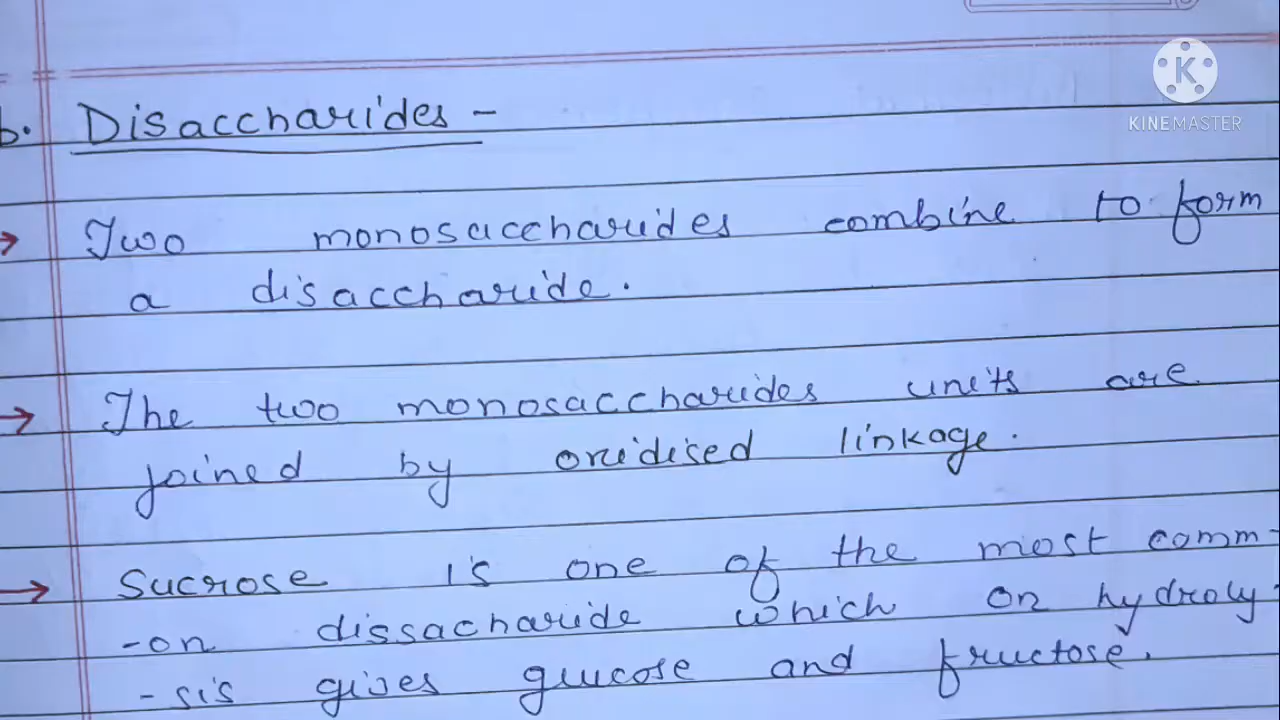 b. Disaccharides -
→ Two monosaccharides combine to form
a disaccharide.
→ The two monosaccharides units are
joined by oxidised linkage.
→ Sucrose is one of the most comm-
-on dissacharide which on hydroly-
-sis gives glucose and fructose.
K
KINEMASTER